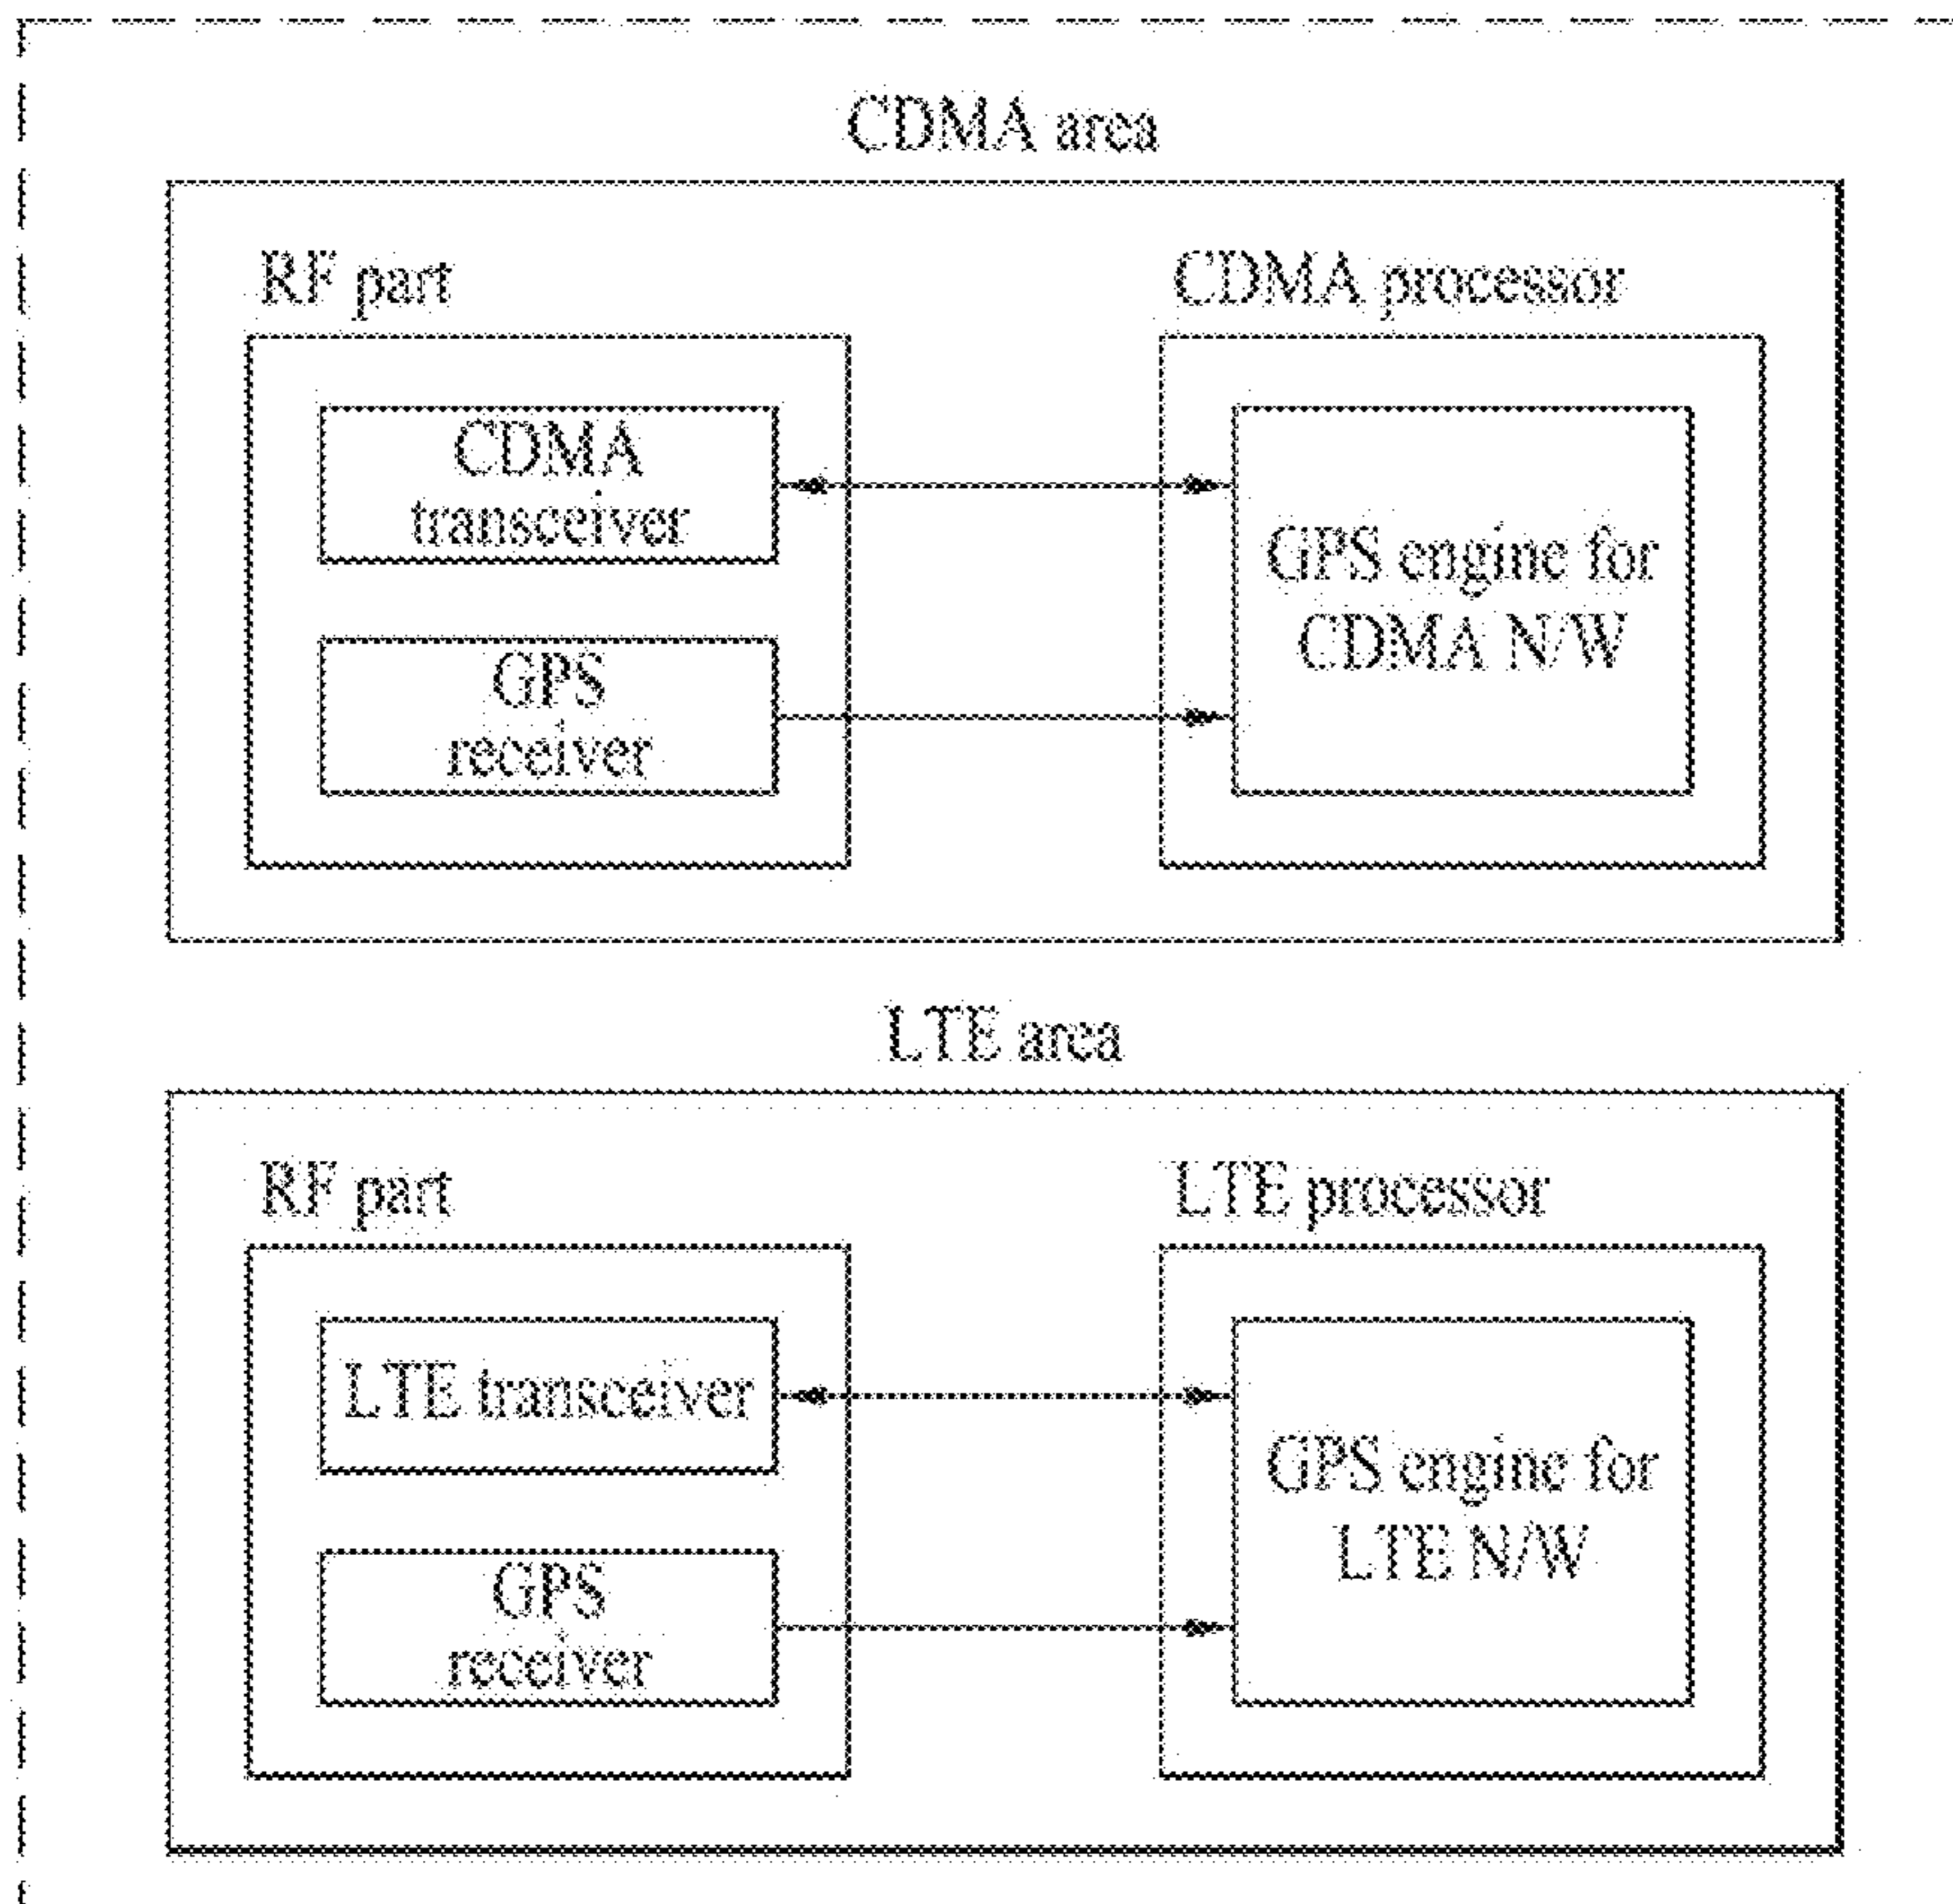 CDMA area
RF part
CDMA processor
CDMA
transceiver
GPS engine for
CDMA N/W
GPS
receiver
LTE area
RF part
LTE processor
LTE transceiver
GPS engine for
LTE N/W
GPS
receiver